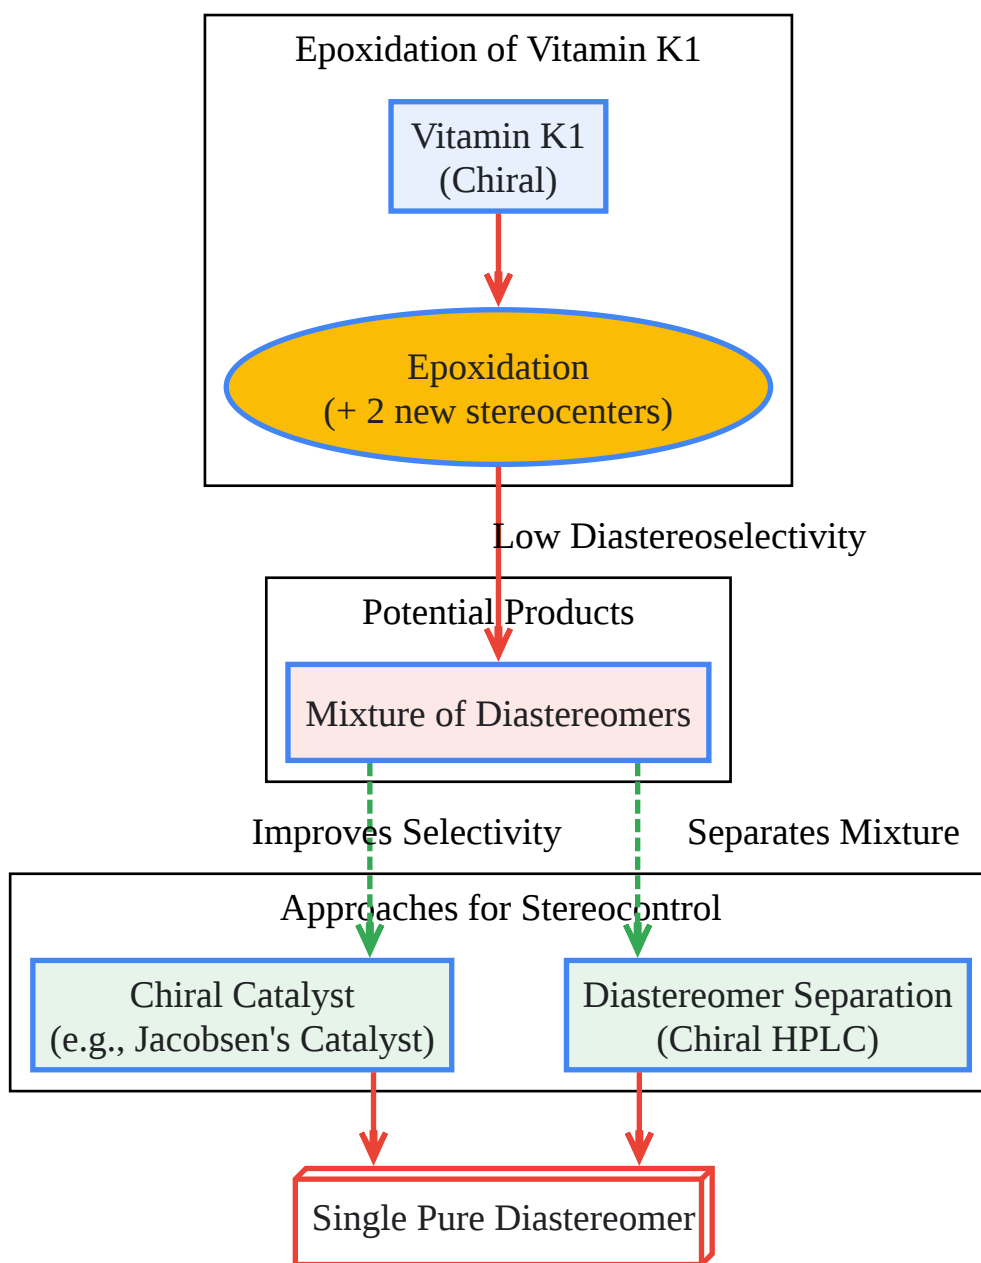 Epoxidation of Vitamin K1
Vitamin K1
(Chiral)
Epoxidation
(+ 2 new stereocenters)
Low Diastereoselectivity
Potential Products
Mixture of Diastereomers
Improves Selectivity
Separates Mixture
Approaches for Stereocontrol
Chiral Catalyst
(e.g., Jacobsen's Catalyst)
Diastereomer Separation
(Chiral HPLC)
Single Pure Diastereomer